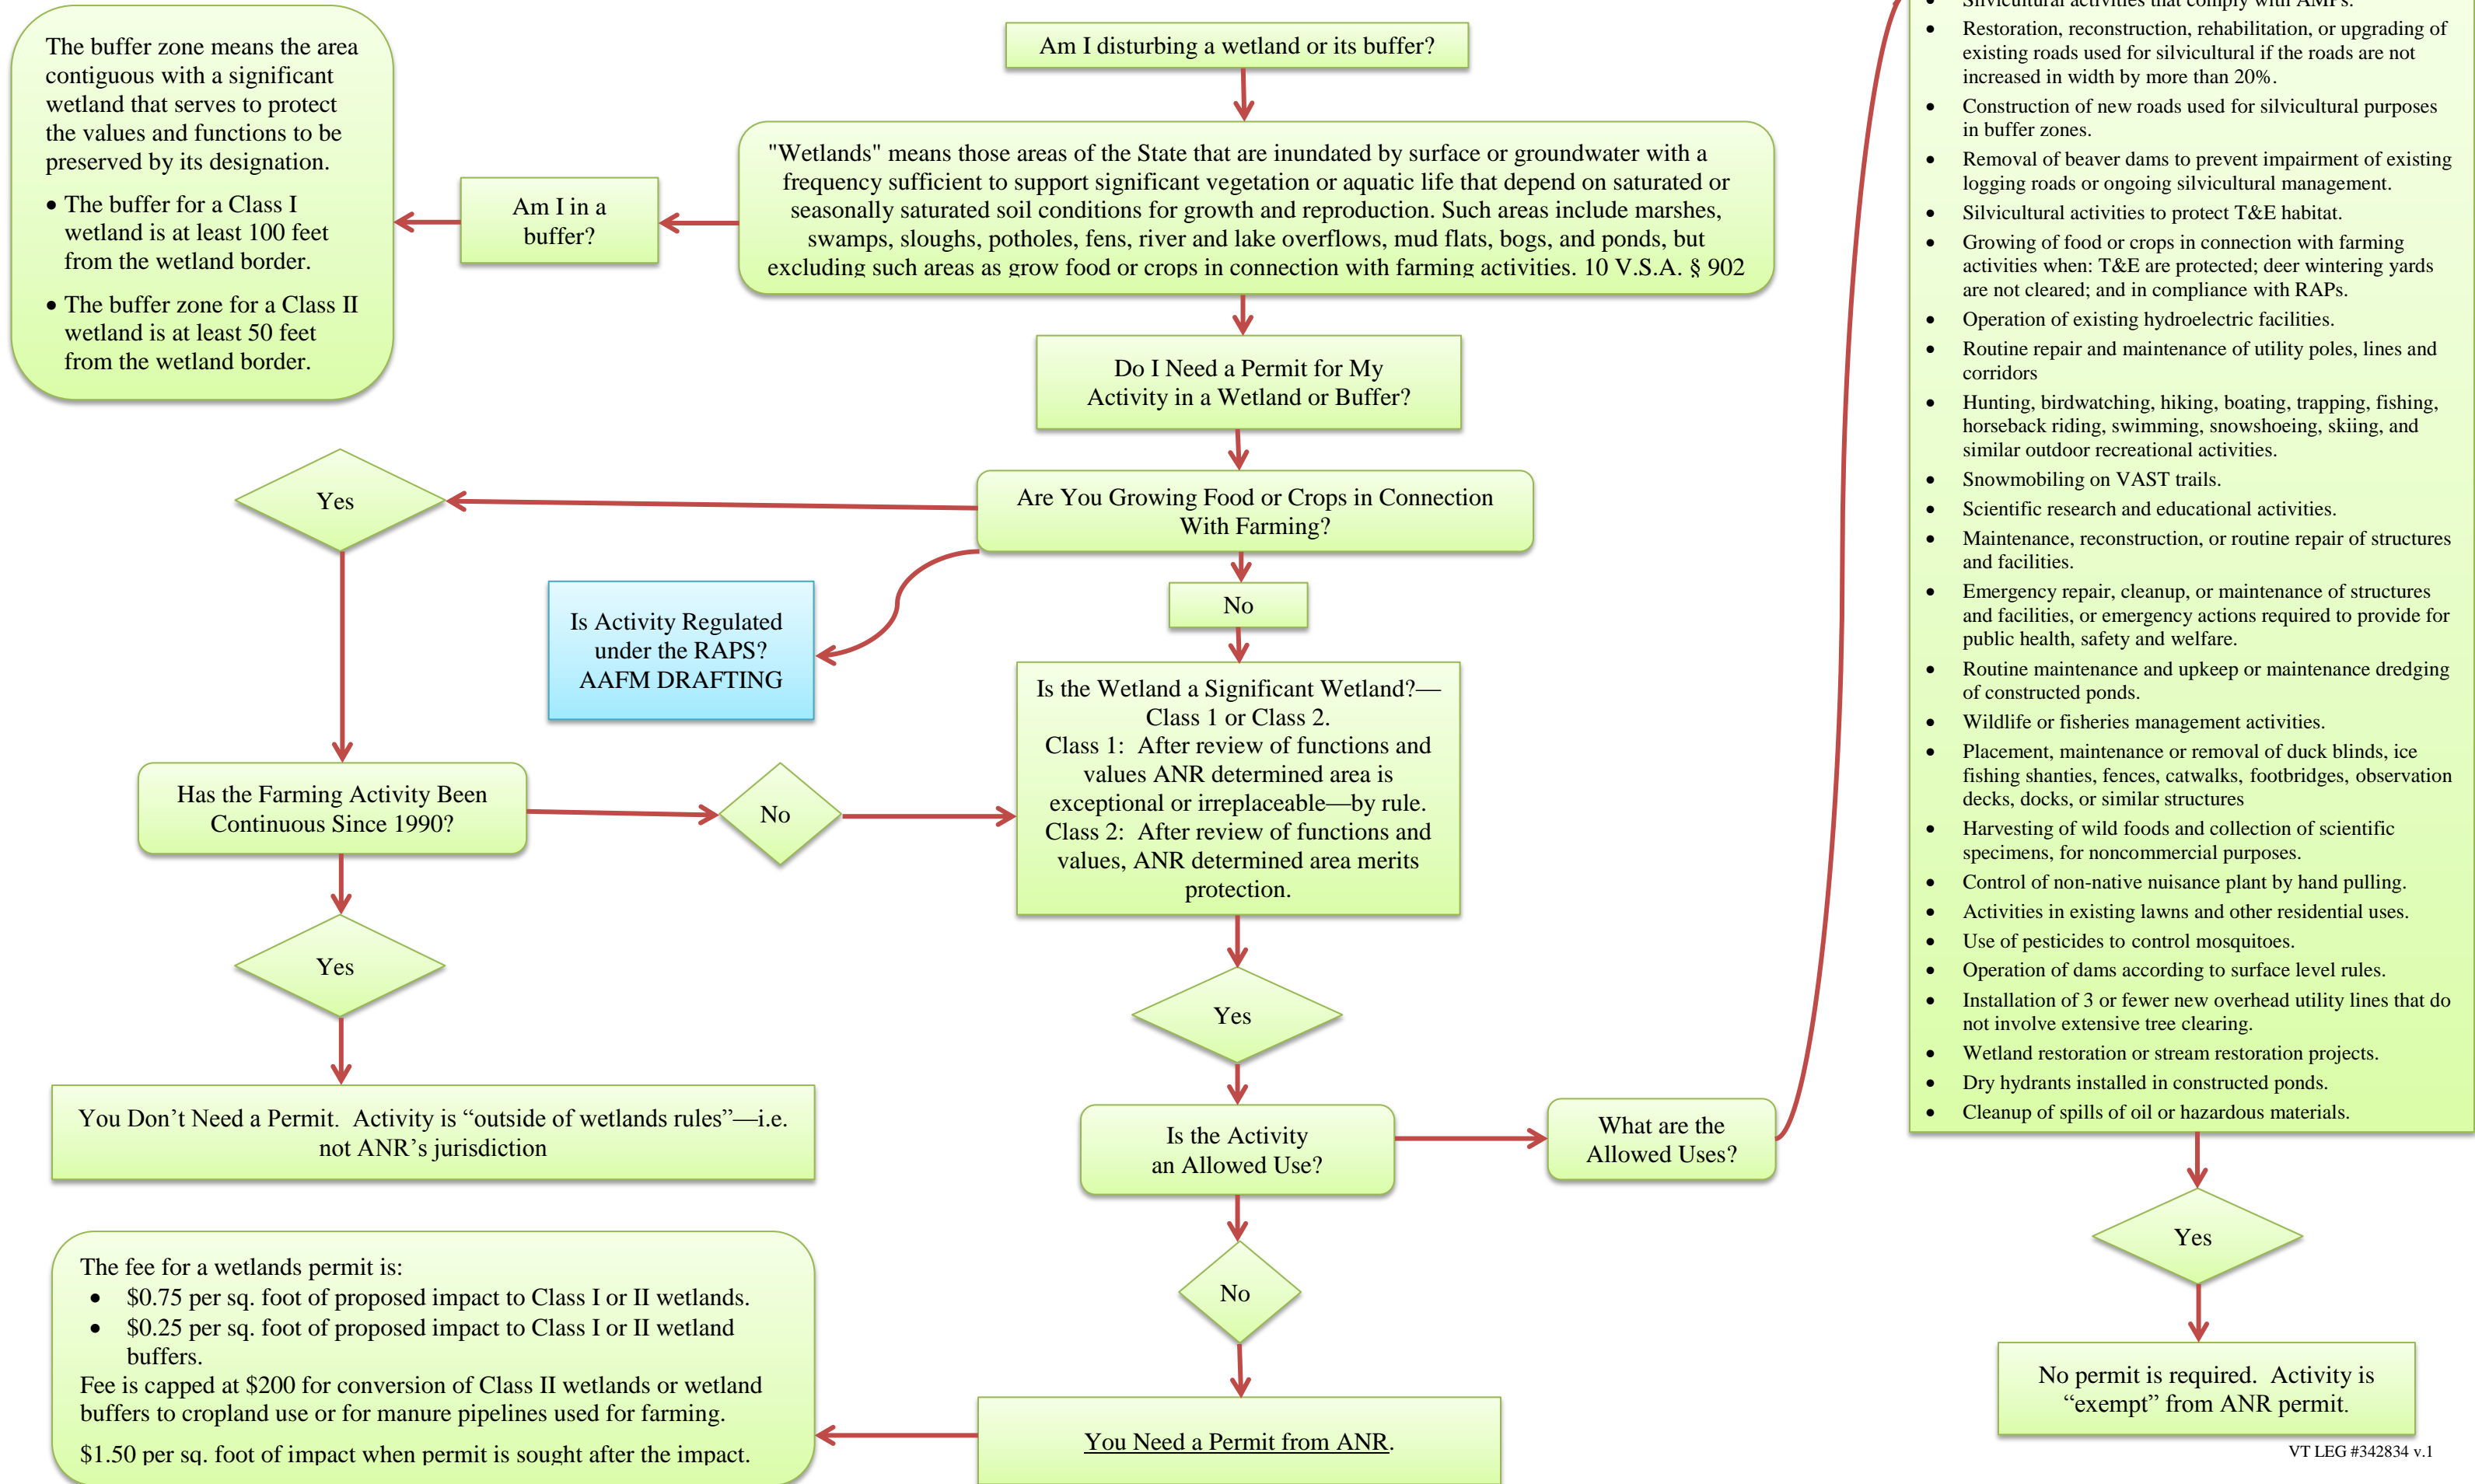 The buffer zone means the area
contiguous with a significant
wetland that serves to protect
the values and functions to be
preserved by its designation.
• The buffer for a Class I
wetland is at least 100 feet
from the wetland border.
• The buffer zone for a Class II
wetland is at least 50 feet
from the wetland border.
Am I disturbing a wetland or its buffer?
"Wetlands" means those areas of the State that are inundated by surface or groundwater with a
frequency sufficient to support significant vegetation or aquatic life that depend on saturated or
seasonally saturated soil conditions for growth and reproduction. Such areas include marshes,
swamps, sloughs, potholes, fens, river and lake overflows, mud flats, bogs, and ponds, but
excluding such areas as grow food or crops in connection with farming activities. 10 V.S.A. § 902
Am I in a
buffer?
Do I Need a Permit for My
Activity in a Wetland or Buffer?
Are You Growing Food or Crops in Connection
With Farming?
Yes
Is Activity Regulated
under the RAPS?
AAFM DRAFTING
No
Is the Wetland a Significant Wetland?—
Class 1 or Class 2.
Class 1: After review of functions and
values ANR determined area is
exceptional or irreplaceable—by rule.
Class 2: After review of functions and
values, ANR determined area merits
protection.
Has the Farming Activity Been
Continuous Since 1990?
No
Yes
You Don’t Need a Permit. Activity is “outside of wetlands rules”—i.e.
not ANR’s jurisdiction
Yes
Is the Activity
an Allowed Use?
What are the
Allowed Uses?
No
You Need a Permit from ANR.
The fee for a wetlands permit is:
• $0.75 per sq. foot of proposed impact to Class I or II wetlands.
• $0.25 per sq. foot of proposed impact to Class I or II wetland
buffers.
Fee is capped at $200 for conversion of Class II wetlands or wetland
buffers to cropland use or for manure pipelines used for farming.
$1.50 per sq. foot of impact when permit is sought after the impact.
• Silvicultural activities that comply with AMPs.
• Restoration, reconstruction, rehabilitation, or upgrading of
existing roads used for silvicultural if the roads are not
increased in width by more than 20%.
• Construction of new roads used for silvicultural purposes
in buffer zones.
• Removal of beaver dams to prevent impairment of existing
logging roads or ongoing silvicultural management.
• Silvicultural activities to protect T&E habitat.
• Growing of food or crops in connection with farming
activities when: T&E are protected; deer wintering yards
are not cleared; and in compliance with RAPs.
• Operation of existing hydroelectric facilities.
• Routine repair and maintenance of utility poles, lines and
corridors
• Hunting, birdwatching, hiking, boating, trapping, fishing,
horseback riding, swimming, snowshoeing, skiing, and
similar outdoor recreational activities.
• Snowmobiling on VAST trails.
• Scientific research and educational activities.
• Maintenance, reconstruction, or routine repair of structures
and facilities.
• Emergency repair, cleanup, or maintenance of structures
and facilities, or emergency actions required to provide for
public health, safety and welfare.
• Routine maintenance and upkeep or maintenance dredging
of constructed ponds.
• Wildlife or fisheries management activities.
• Placement, maintenance or removal of duck blinds, ice
fishing shanties, fences, catwalks, footbridges, observation
decks, docks, or similar structures
• Harvesting of wild foods and collection of scientific
specimens, for noncommercial purposes.
• Control of non-native nuisance plant by hand pulling.
• Activities in existing lawns and other residential uses.
• Use of pesticides to control mosquitoes.
• Operation of dams according to surface level rules.
• Installation of 3 or fewer new overhead utility lines that do
not involve extensive tree clearing.
• Wetland restoration or stream restoration projects.
• Dry hydrants installed in constructed ponds.
• Cleanup of spills of oil or hazardous materials.
Yes
No permit is required. Activity is
“exempt” from ANR permit.
VT LEG #342834 v.1